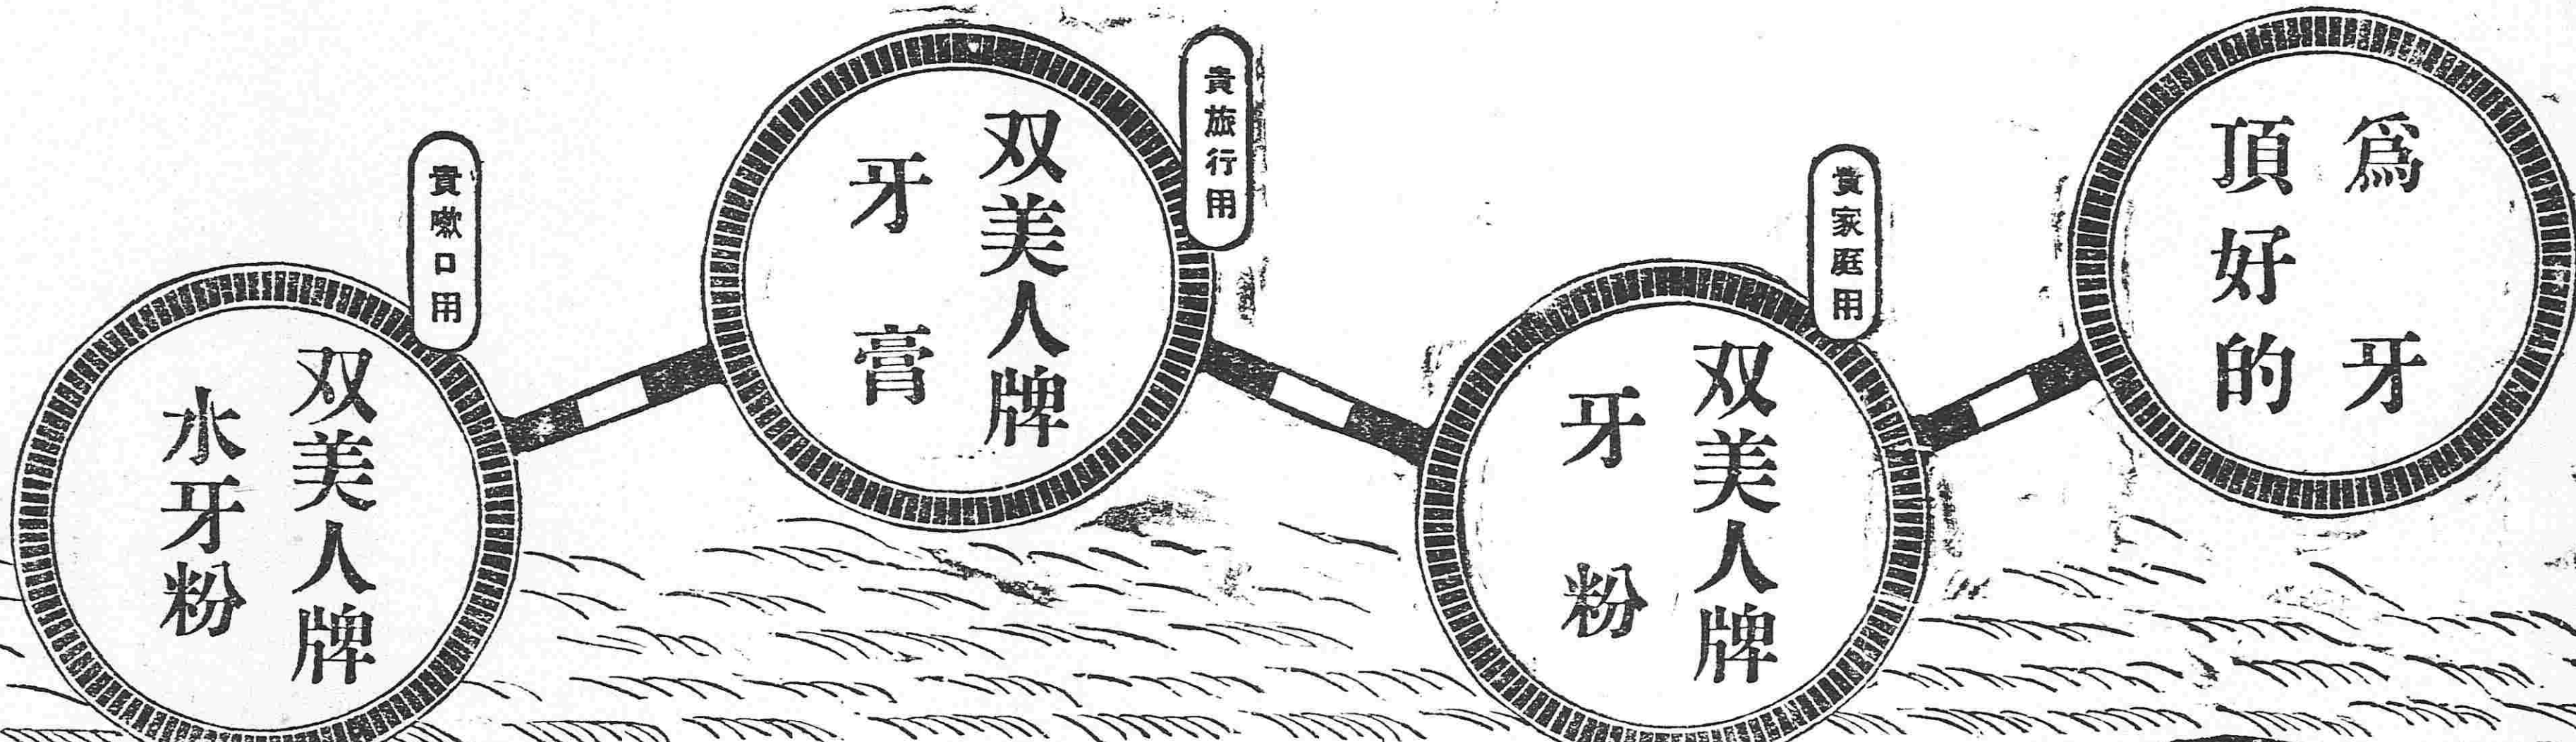 爲牙
頂好的
貴家庭用
双美人牌
牙粉
貴旅行用
双美人牌
牙膏
貴嗽口用
双美人牌
水牙粉